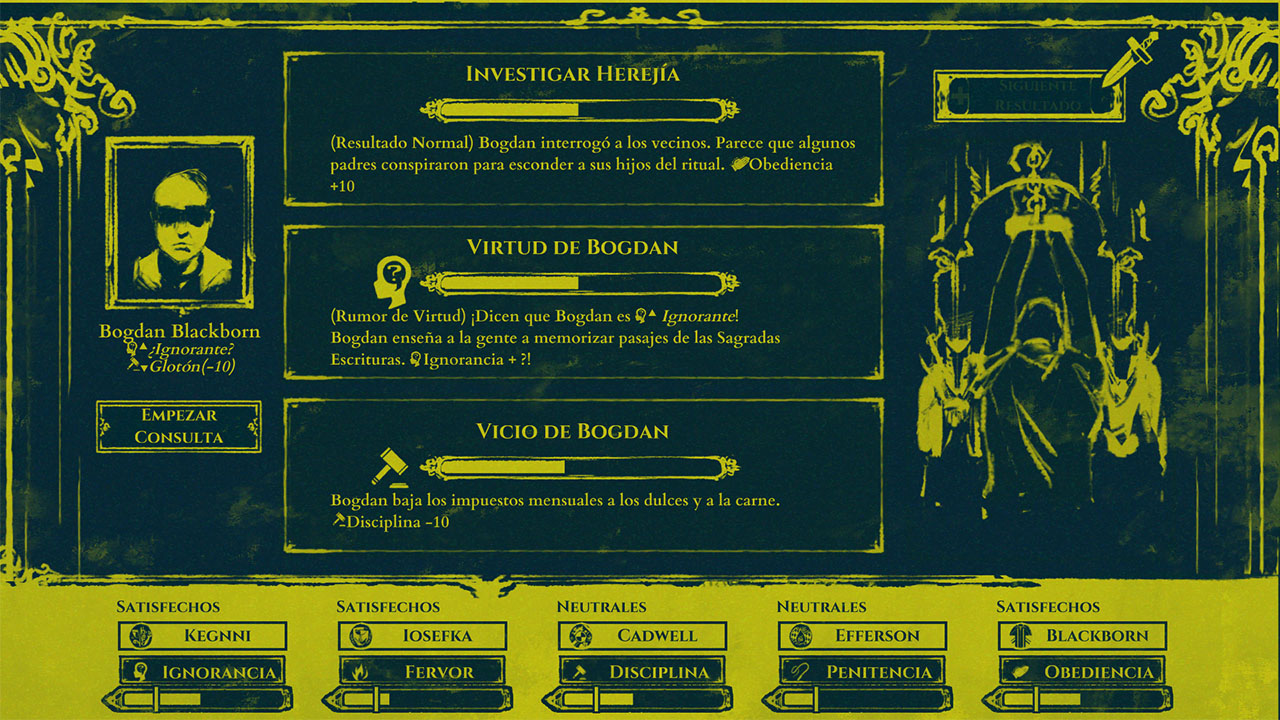 INVESTIGAR HEREJÍA
(Resultado Normal) Bogdan interrogó a los vecinos. Parece que algunos
padres conspiraron para esconder a sus hijos del ritual. Obediencia
+10
SIGUIENTE
RESULTADO
VIRTUD DE BOGDAN
(Rumor de Virtud) ¡Dicen que Bogdan es Ignorante!
Bogdan enseña a la gente a memorizar pasajes de las Sagradas
Escrituras. Ignorancia + ?!
Bogdan Blackborn
¿Ignorante?
Glotón(-10)
EMPEZAR
CONSULTA
VICIO DE BOGDAN
Bogdan baja los impuestos mensuales a los dulces y a la carne.
Disciplina -10
SATISFECHOS
KEGNNI
IGNORANCIA
SATISFECHOS
IOSEFKA
FERVOR
NEUTRALES
CADWELL
DISCIPLINA
NEUTRALES
EFFERSON
PENITENCIA
SATISFECHOS
BLACKBORN
OBEDIENCIA